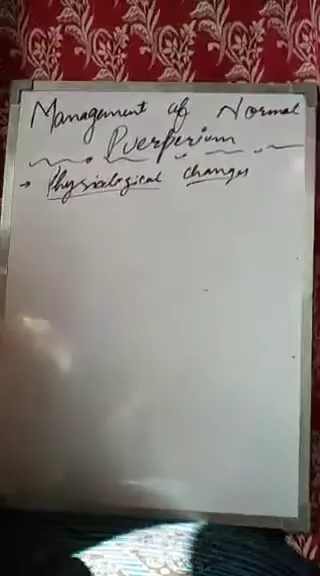 Management of Normal
Puerperium
→ Physiological changes